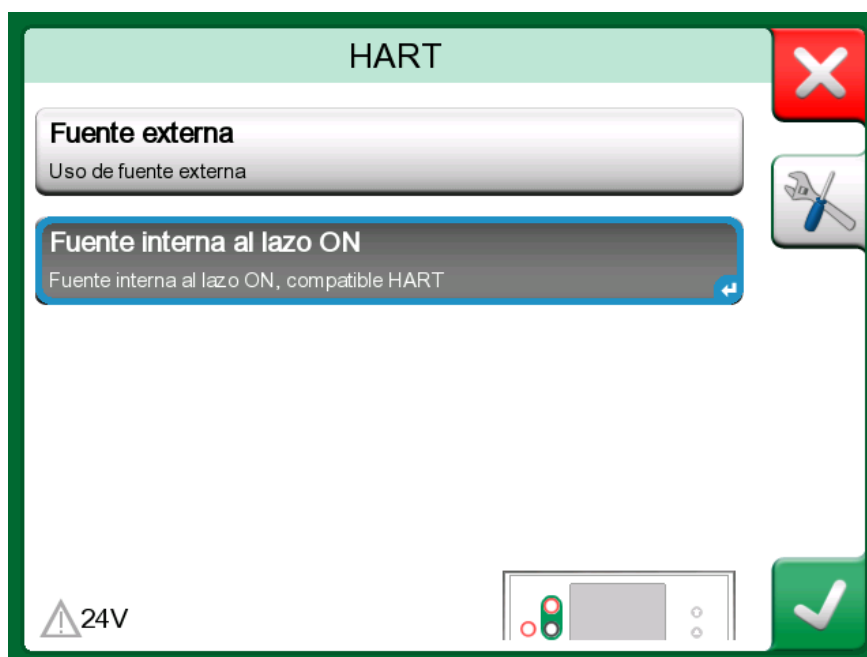 HART
Fuente externa
Uso de fuente externa
Fuente interna al lazo ON
Fuente interna al lazo ON, compatible HART
24V